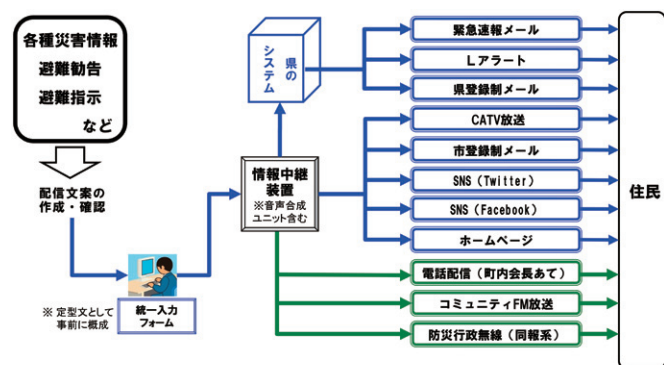 各種災害情報
避難勧告
避難指示
など
配信文案の
作成・確認
※ 定型文として
事前に概成
統一入力
フォーム
県の
システム
情報中継
装置
※音声合成
ユニット含む
緊急速報メール
Lアラート
県登録制メール
CATV放送
市登録制メール
SNS(Twitter)
SNS(Facebook)
ホームページ
電話配信(町内会長あて)
コミュニティFM放送
防災行政無線(同報系)
住民